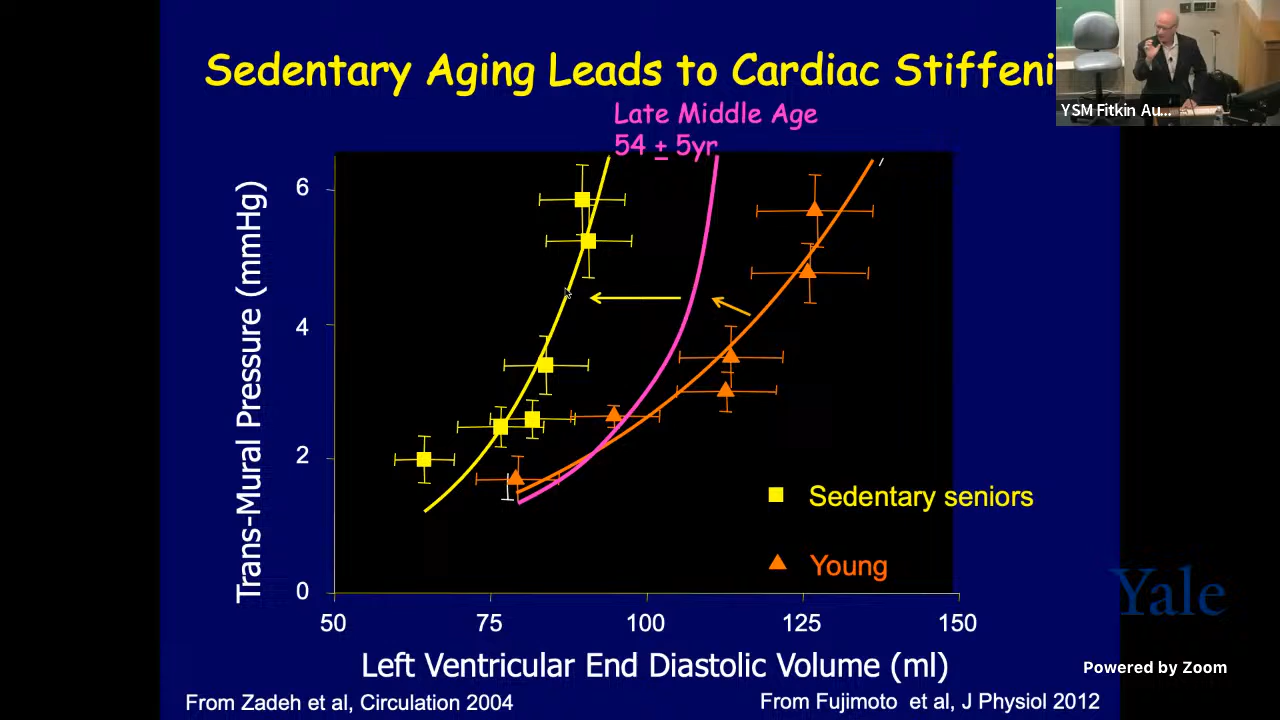 Sedentary Aging Leads to Cardiac Stiffeni
YSM Fitkin Au...
Late Middle Age
54 ± 5yr
Trans-Mural Pressure (mmHg)
6
4
2
0
50 75 100 125 150
Sedentary seniors
Young
Left Ventricular End Diastolic Volume (ml)
Yale
Powered by Zoom
From Zadeh et al, Circulation 2004
From Fujimoto et al, J Physiol 2012